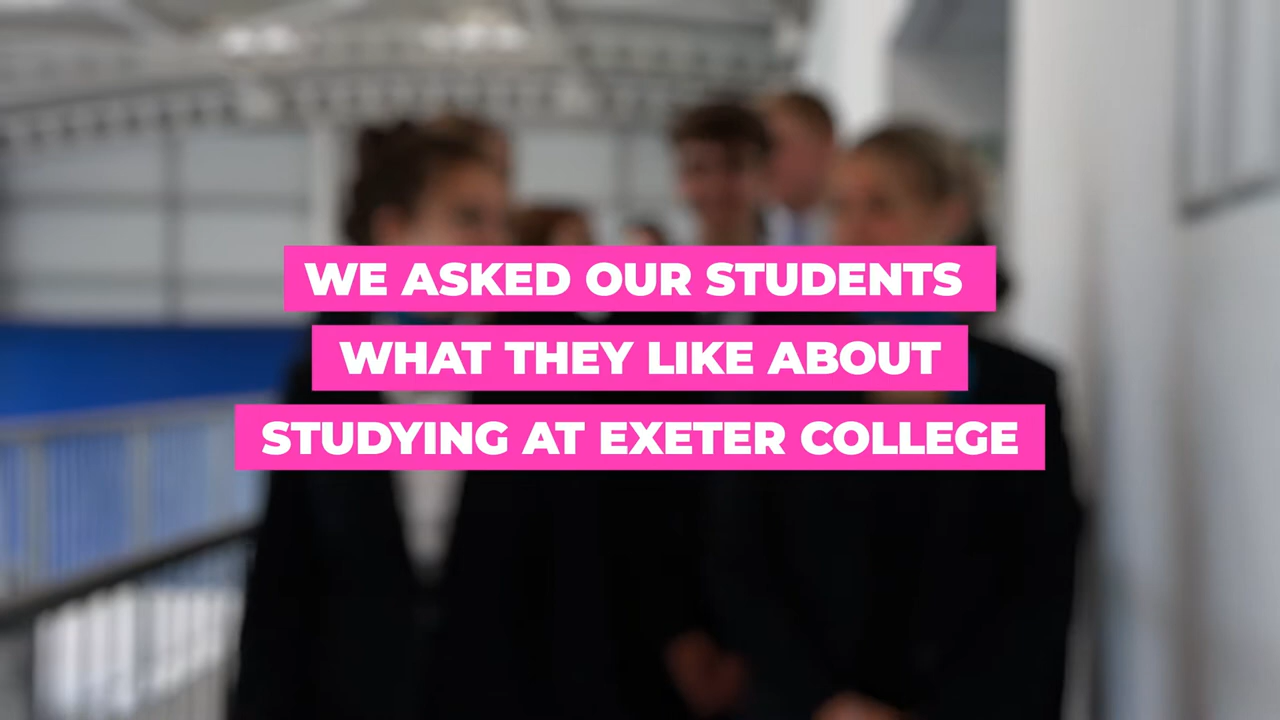 WE ASKED OUR STUDENTS
WHAT THEY LIKE ABOUT
STUDYING AT EXETER COLLEGE